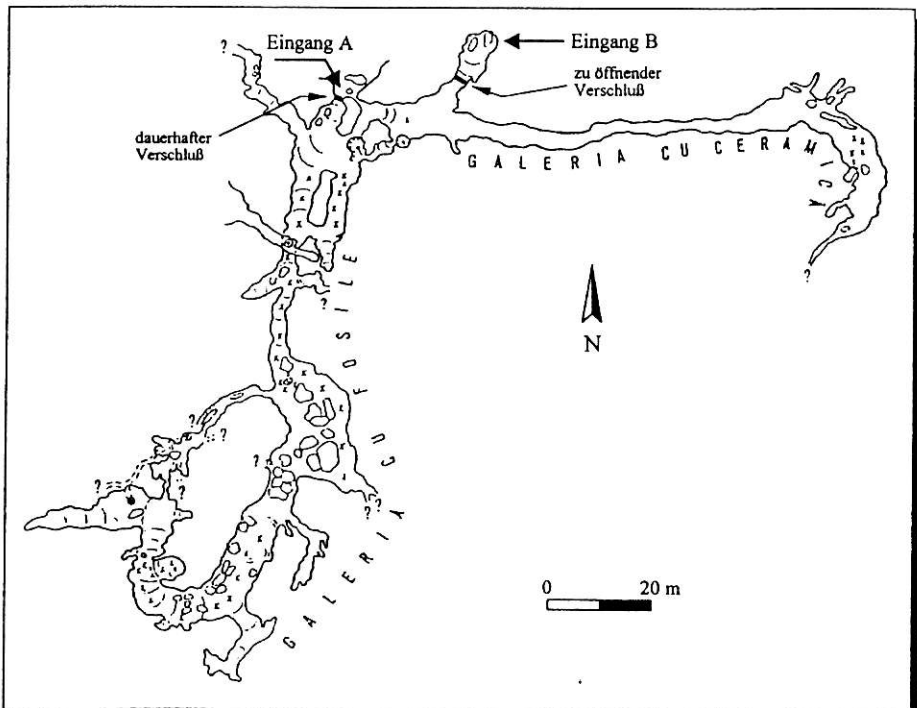 ?
Eingang A
Eingang B
zu öffnender
Verschluß
dauerhafter
Verschluß
GALERIA CU CERAMICA
?
?
N
GALERIA CU FOSILE
?
?
?
?
?
?
?
0 20 m